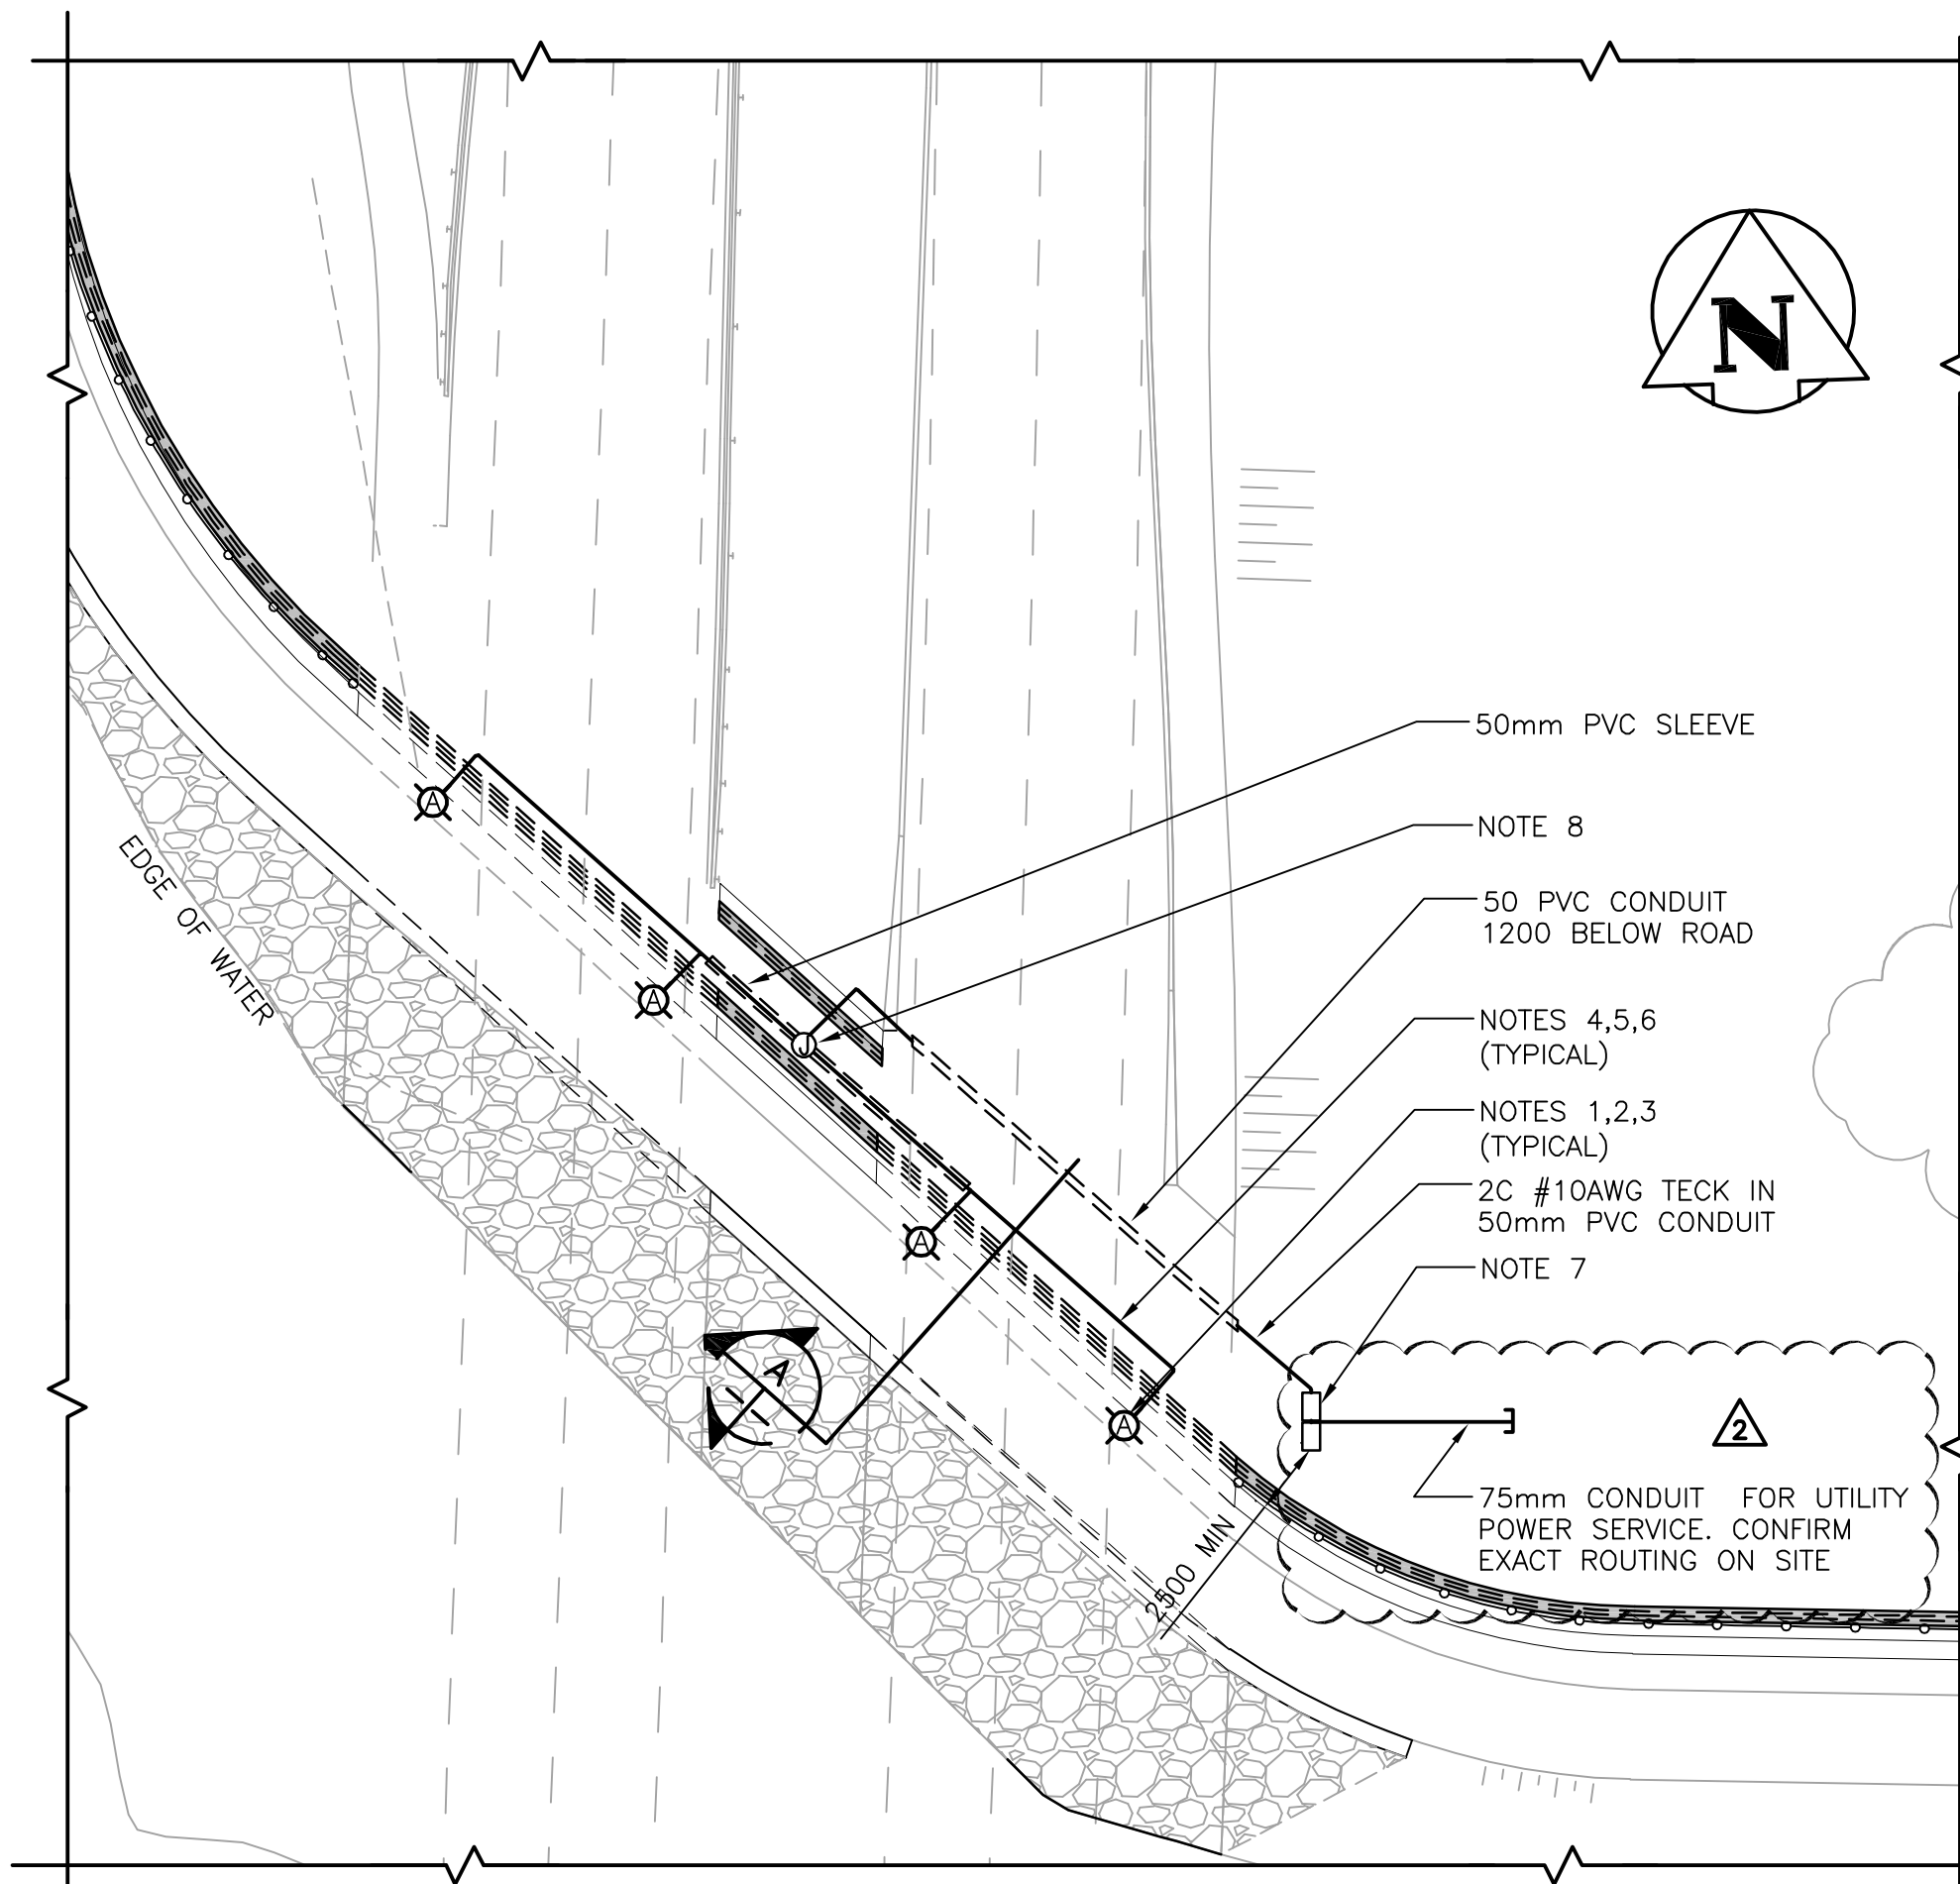 N
50mm PVC SLEEVE
NOTE 8
50 PVC CONDUIT
1200 BELOW ROAD
NOTES 4,5,6
(TYPICAL)
NOTES 1,2,3
(TYPICAL)
2C #10AWG TECK IN
50mm PVC CONDUIT
NOTE 7
A
A
J
A
A
A
EDGE OF WATER
2
2500 MIN
75mm CONDUIT FOR UTILITY
POWER SERVICE. CONFIRM
EXACT ROUTING ON SITE